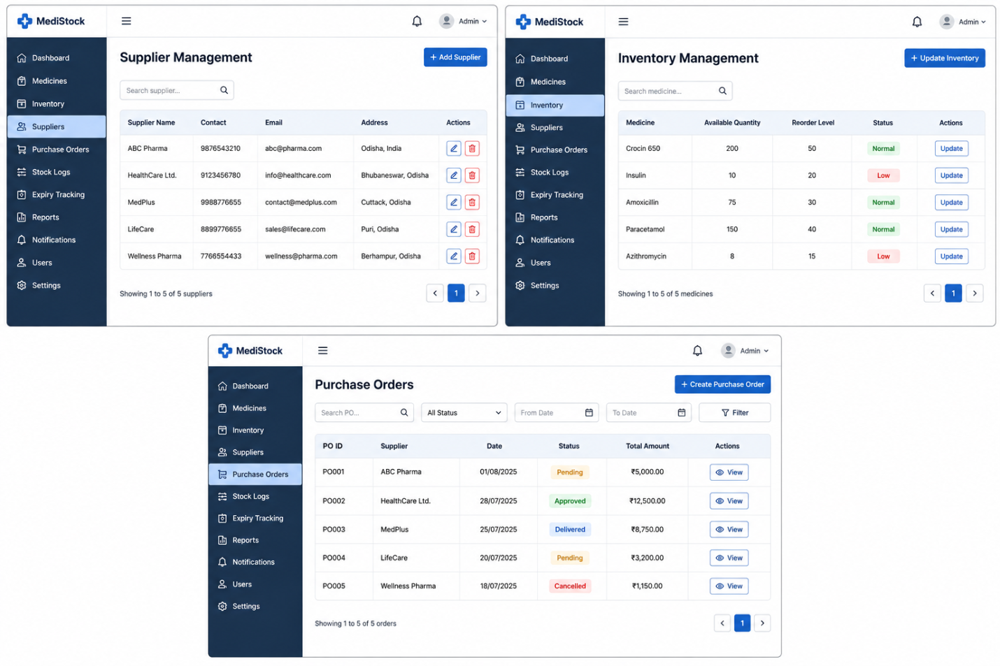 MediStock
Admin
Dashboard
Medicines
Inventory
Suppliers
Purchase Orders
Stock Logs
Expiry Tracking
Reports
Notifications
Users
Settings
Supplier Management
+ Add Supplier
Search supplier...
Supplier Name Contact Email Address Actions
ABC Pharma 9876543210 abc@pharma.com Odisha, India
HealthCare Ltd. 9123456780 info@healthcare.com Bhubaneswar, Odisha
MedPlus 9988776655 contact@medplus.com Cuttack, Odisha
LifeCare 8899776655 sales@lifecare.com Puri, Odisha
Wellness Pharma 7766554433 wellness@pharma.com Berhampur, Odisha
Showing 1 to 5 of 5 suppliers
< 1 >
MediStock
Admin
Dashboard
Medicines
Inventory
Suppliers
Purchase Orders
Stock Logs
Expiry Tracking
Reports
Notifications
Users
Settings
Inventory Management
+ Update Inventory
Search medicine...
Medicine Available Quantity Reorder Level Status Actions
Crocin 650 200 50 Normal Update
Insulin 10 20 Low Update
Amoxicillin 75 30 Normal Update
Paracetamol 150 40 Normal Update
Azithromycin 8 15 Low Update
Showing 1 to 5 of 5 medicines
< 1 >
MediStock
Admin
Dashboard
Medicines
Inventory
Suppliers
Purchase Orders
Stock Logs
Expiry Tracking
Reports
Notifications
Users
Settings
Purchase Orders
+ Create Purchase Order
Search PO... All Status From Date To Date Filter
PO ID Supplier Date Status Total Amount Actions
PO001 ABC Pharma 01/08/2025 Pending ₹5,000.00 View
PO002 HealthCare Ltd. 28/07/2025 Approved ₹12,500.00 View
PO003 MedPlus 25/07/2025 Delivered ₹8,750.00 View
PO004 LifeCare 20/07/2025 Pending ₹3,200.00 View
PO005 Wellness Pharma 18/07/2025 Cancelled ₹1,150.00 View
Showing 1 to 5 of 5 orders
< 1 >